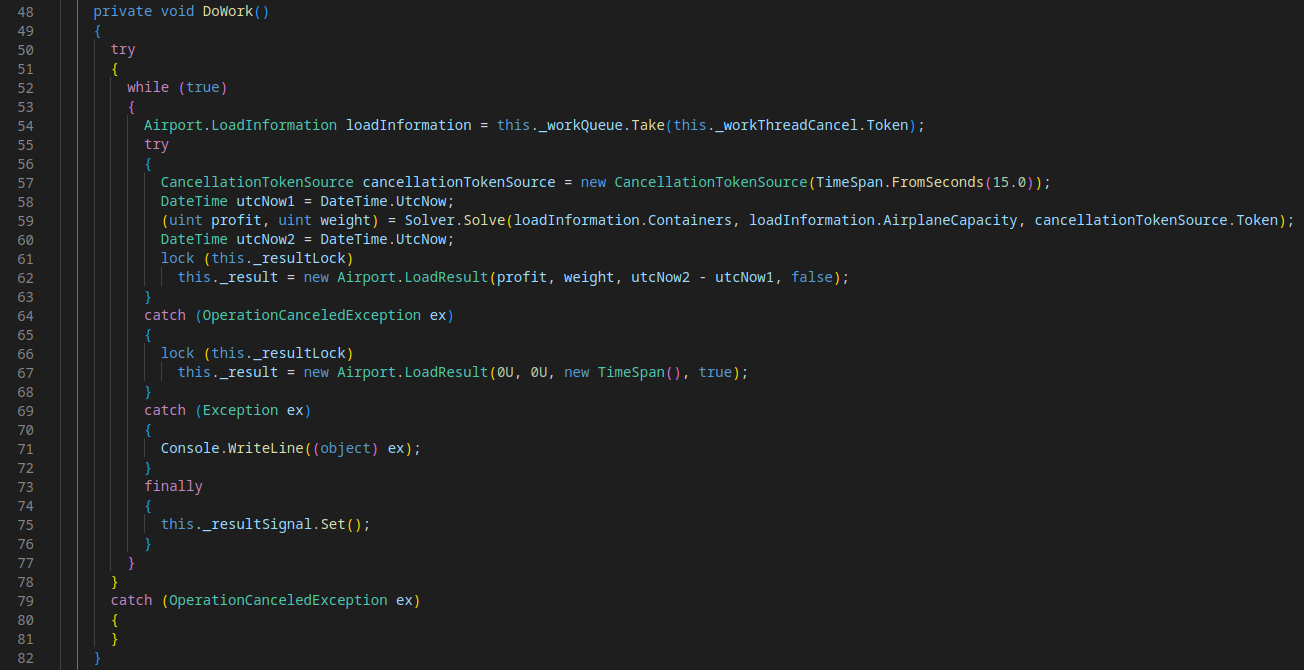 48 private void DoWork()
49 {
50 try
51 {
52 while (true)
53 {
54 Airport.LoadInformation loadInformation = this._workQueue.Take(this._workThreadCancel.Token);
55 try
56 {
57 CancellationTokenSource cancellationTokenSource = new CancellationTokenSource(TimeSpan.FromSeconds(15.0));
58 DateTime utcNow1 = DateTime.UtcNow;
59 (uint profit, uint weight) = Solver.Solve(loadInformation.Containers, loadInformation.AirplaneCapacity, cancellationTokenSource.Token);
60 DateTime utcNow2 = DateTime.UtcNow;
61 lock (this._resultLock)
62 this._result = new Airport.LoadResult(profit, weight, utcNow2 - utcNow1, false);
63 }
64 catch (OperationCanceledException ex)
65 {
66 lock (this._resultLock)
67 this._result = new Airport.LoadResult(0U, 0U, new TimeSpan(), true);
68 }
69 catch (Exception ex)
70 {
71 Console.WriteLine((object) ex);
72 }
73 finally
74 {
75 this._resultSignal.Set();
76 }
77 }
78 }
79 catch (OperationCanceledException ex)
80 {
81 }
82 }